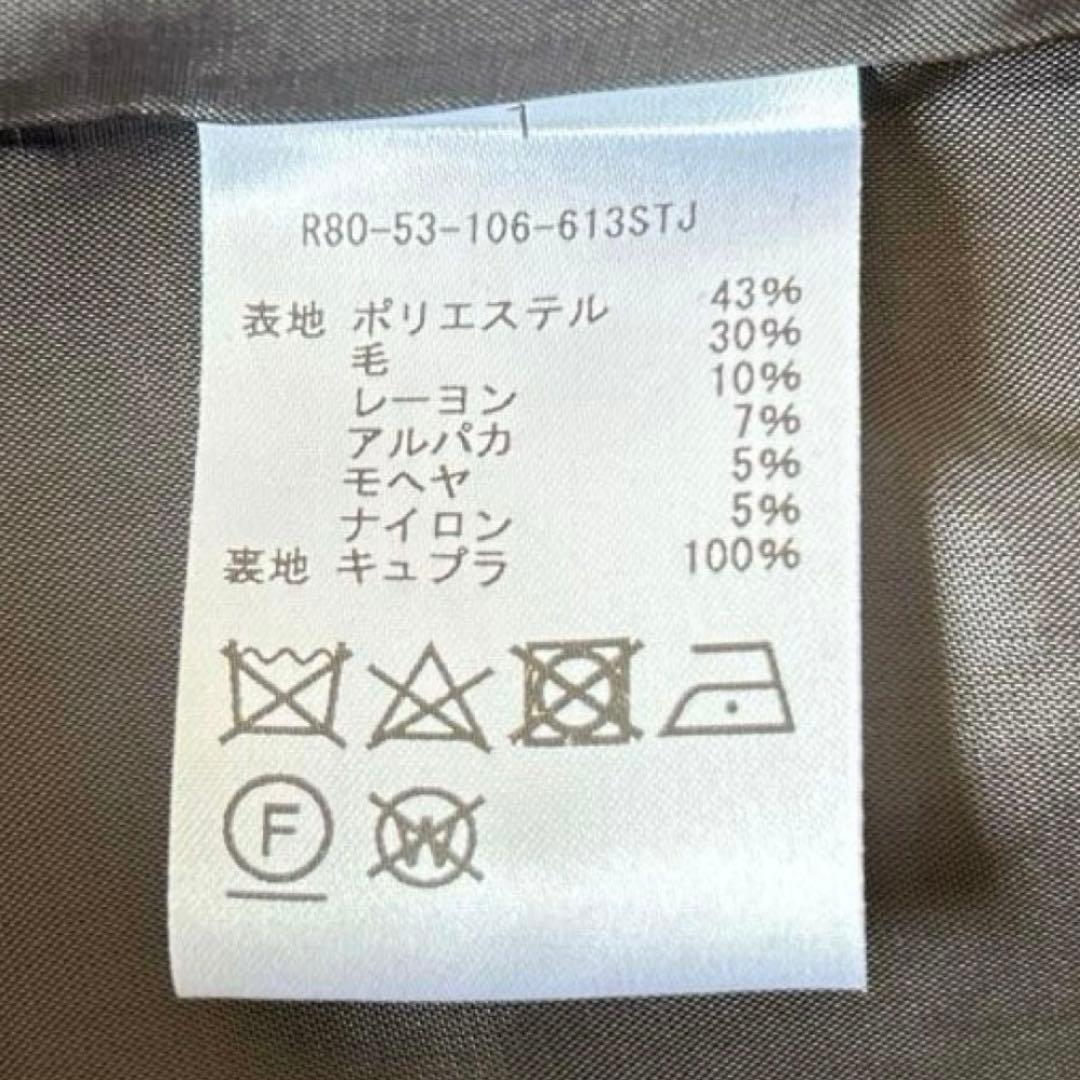 R80-53-106-613STJ
表地 ポリエステル 43%
毛 30%
レーヨン 10%
アルパカ 7%
モヘヤ 5%
ナイロン 5%
裏地 キュプラ 100%
F W